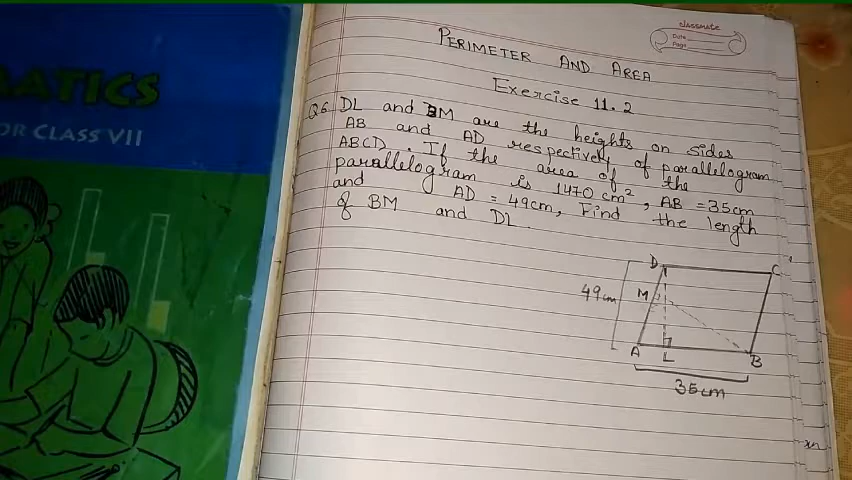 MATICS
OR CLASS VII
classmate
Date
Page
PERIMETER AND AREA
Exercise 11.2
Q6 DL and BM are the heights on sides
AB and AD respectively of parallelogram
ABCD. If the area of the
parallelogram is 1470 cm², AB = 35cm
and AD = 49cm, Find the length
of BM and DL.
D C
49cm M
A L B
35cm